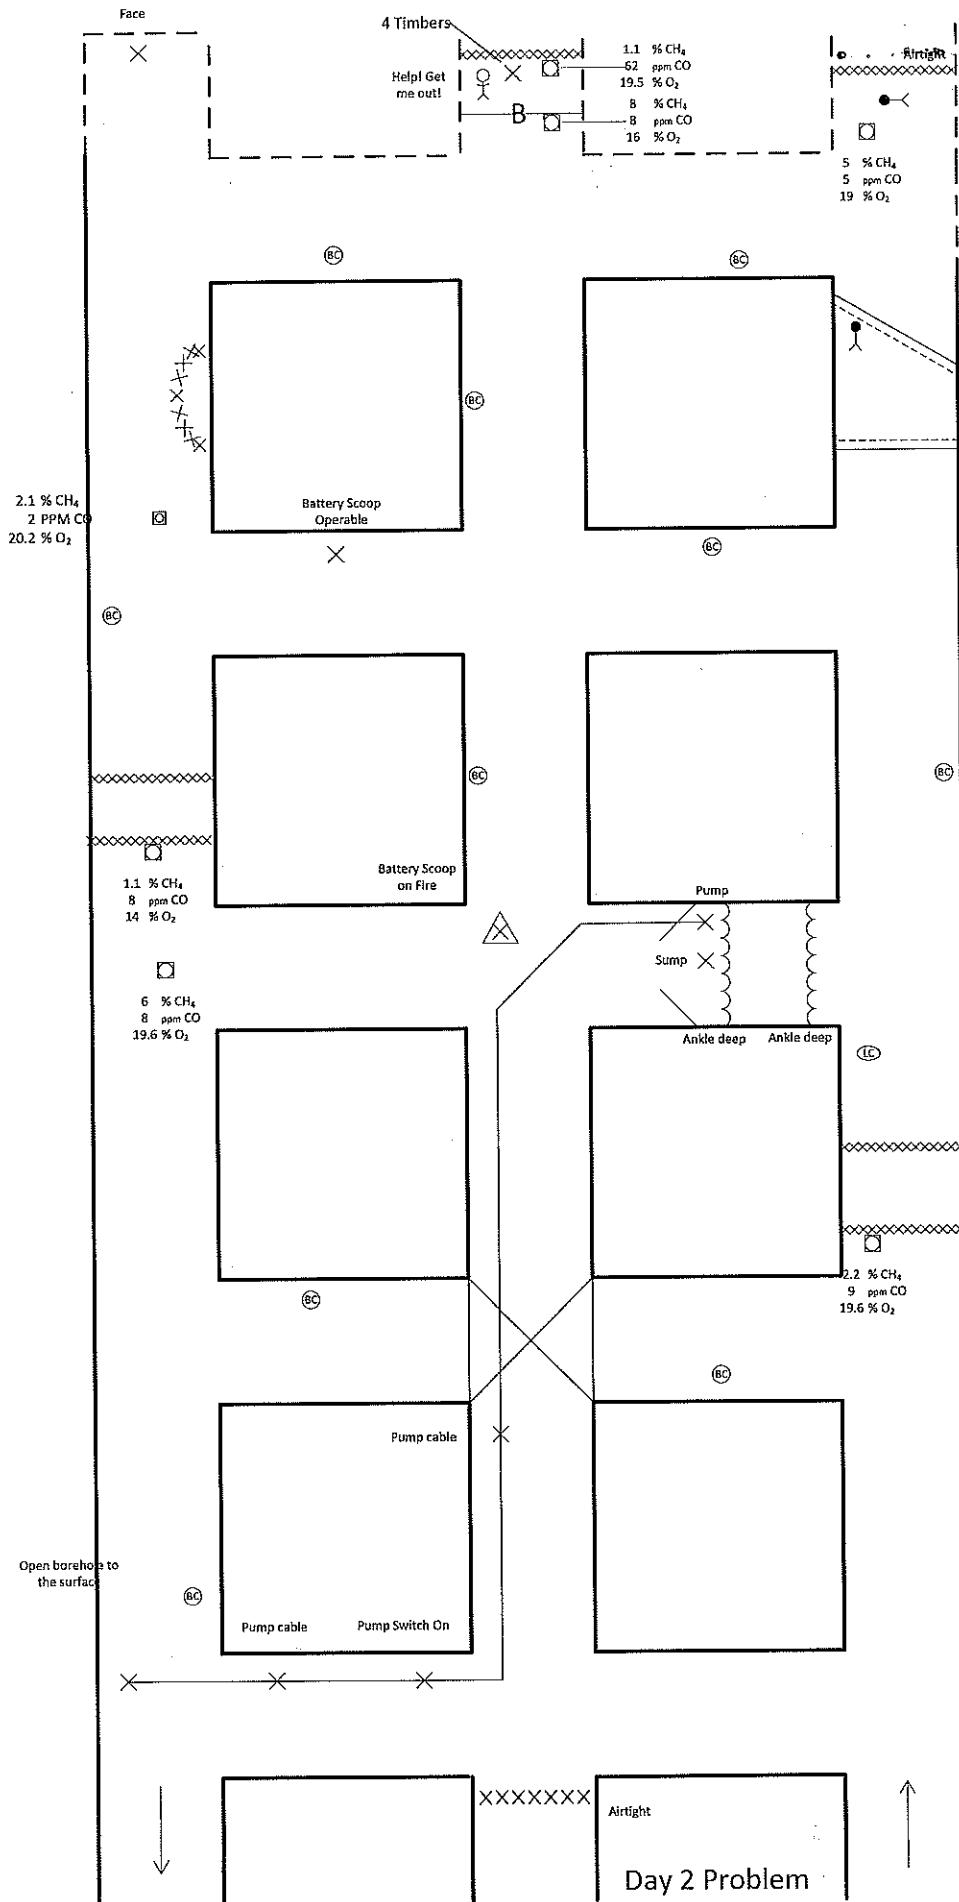 Face
4 Timbers
1.1 % CH₄
62 ppm CO
19.5 % O₂
Airtight
Help! Get
me out!
B
8 % CH₄
8 ppm CO
16 % O₂
5 % CH₄
5 ppm CO
19 % O₂
BC
BC
BC
2.1 % CH₄
2 PPM CO
20.2 % O₂
Battery Scoop
Operable
BC
BC
BC
BC
Battery Scoop
on Fire
1.1 % CH₄
8 ppm CO
14 % O₂
Pump
Sump
6 % CH₄
8 ppm CO
19.6 % O₂
Ankle deep
Ankle deep
LC
2.2 % CH₄
9 ppm CO
19.6 % O₂
BC
BC
Pump cable
Open borehole to
the surface
BC
Pump cable
Pump Switch On
Airtight
Day 2 Problem